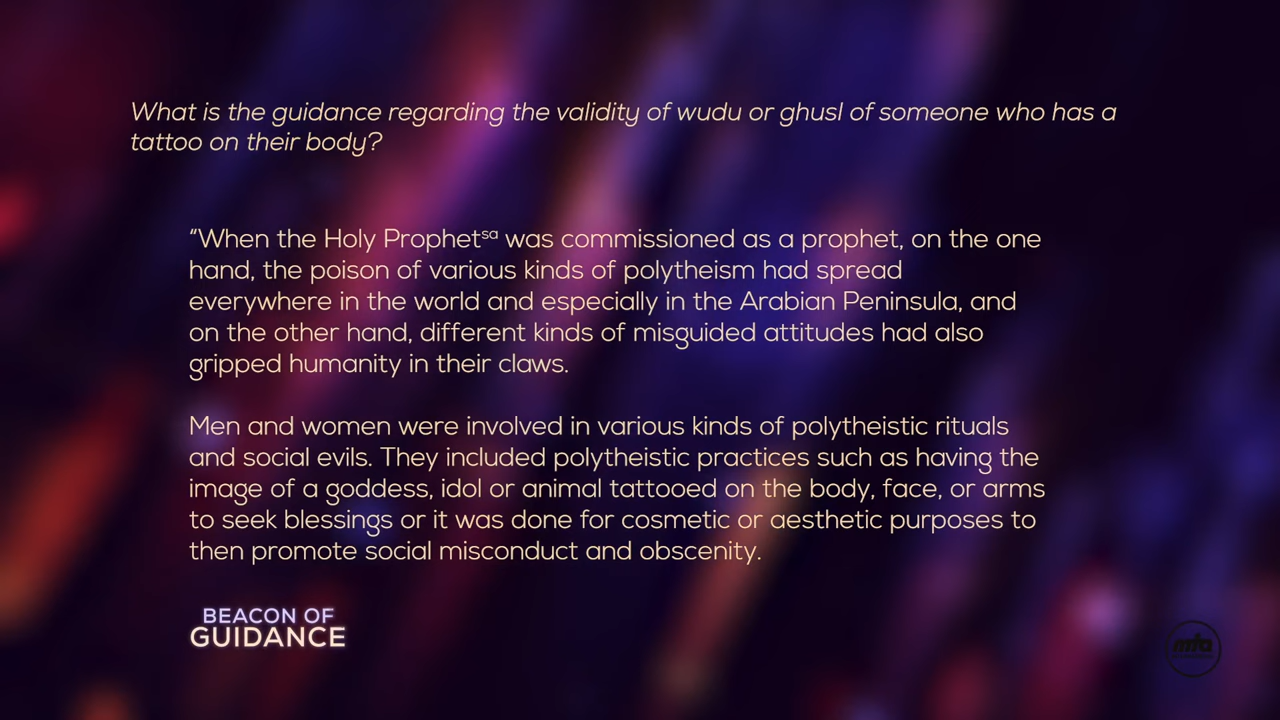 What is the guidance regarding the validity of wudu or ghusl of someone who has a
tattoo on their body?
“When the Holy Prophetˢᵃ was commissioned as a prophet, on the one
hand, the poison of various kinds of polytheism had spread
everywhere in the world and especially in the Arabian Peninsula, and
on the other hand, different kinds of misguided attitudes had also
gripped humanity in their claws.
Men and women were involved in various kinds of polytheistic rituals
and social evils. They included polytheistic practices such as having the
image of a goddess, idol or animal tattooed on the body, face, or arms
to seek blessings or it was done for cosmetic or aesthetic purposes to
then promote social misconduct and obscenity.
BEACON OF
GUIDANCE
mta